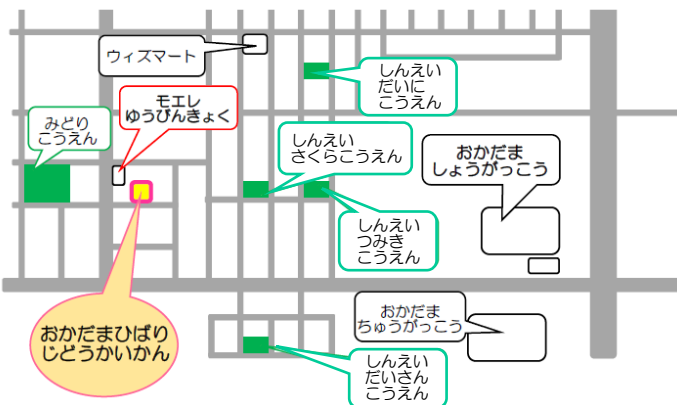 ウィズマート
しんえい
だいに
こうえん
モエレ
ゆうびんきょく
みどり
こうえん
しんえい
さくらこうえん
おかだま
しょうがっこう
しんえい
つみき
こうえん
おかだまひばり
じどうかいかん
おかだま
ちゅうがっこう
しんえい
だいさん
こうえん